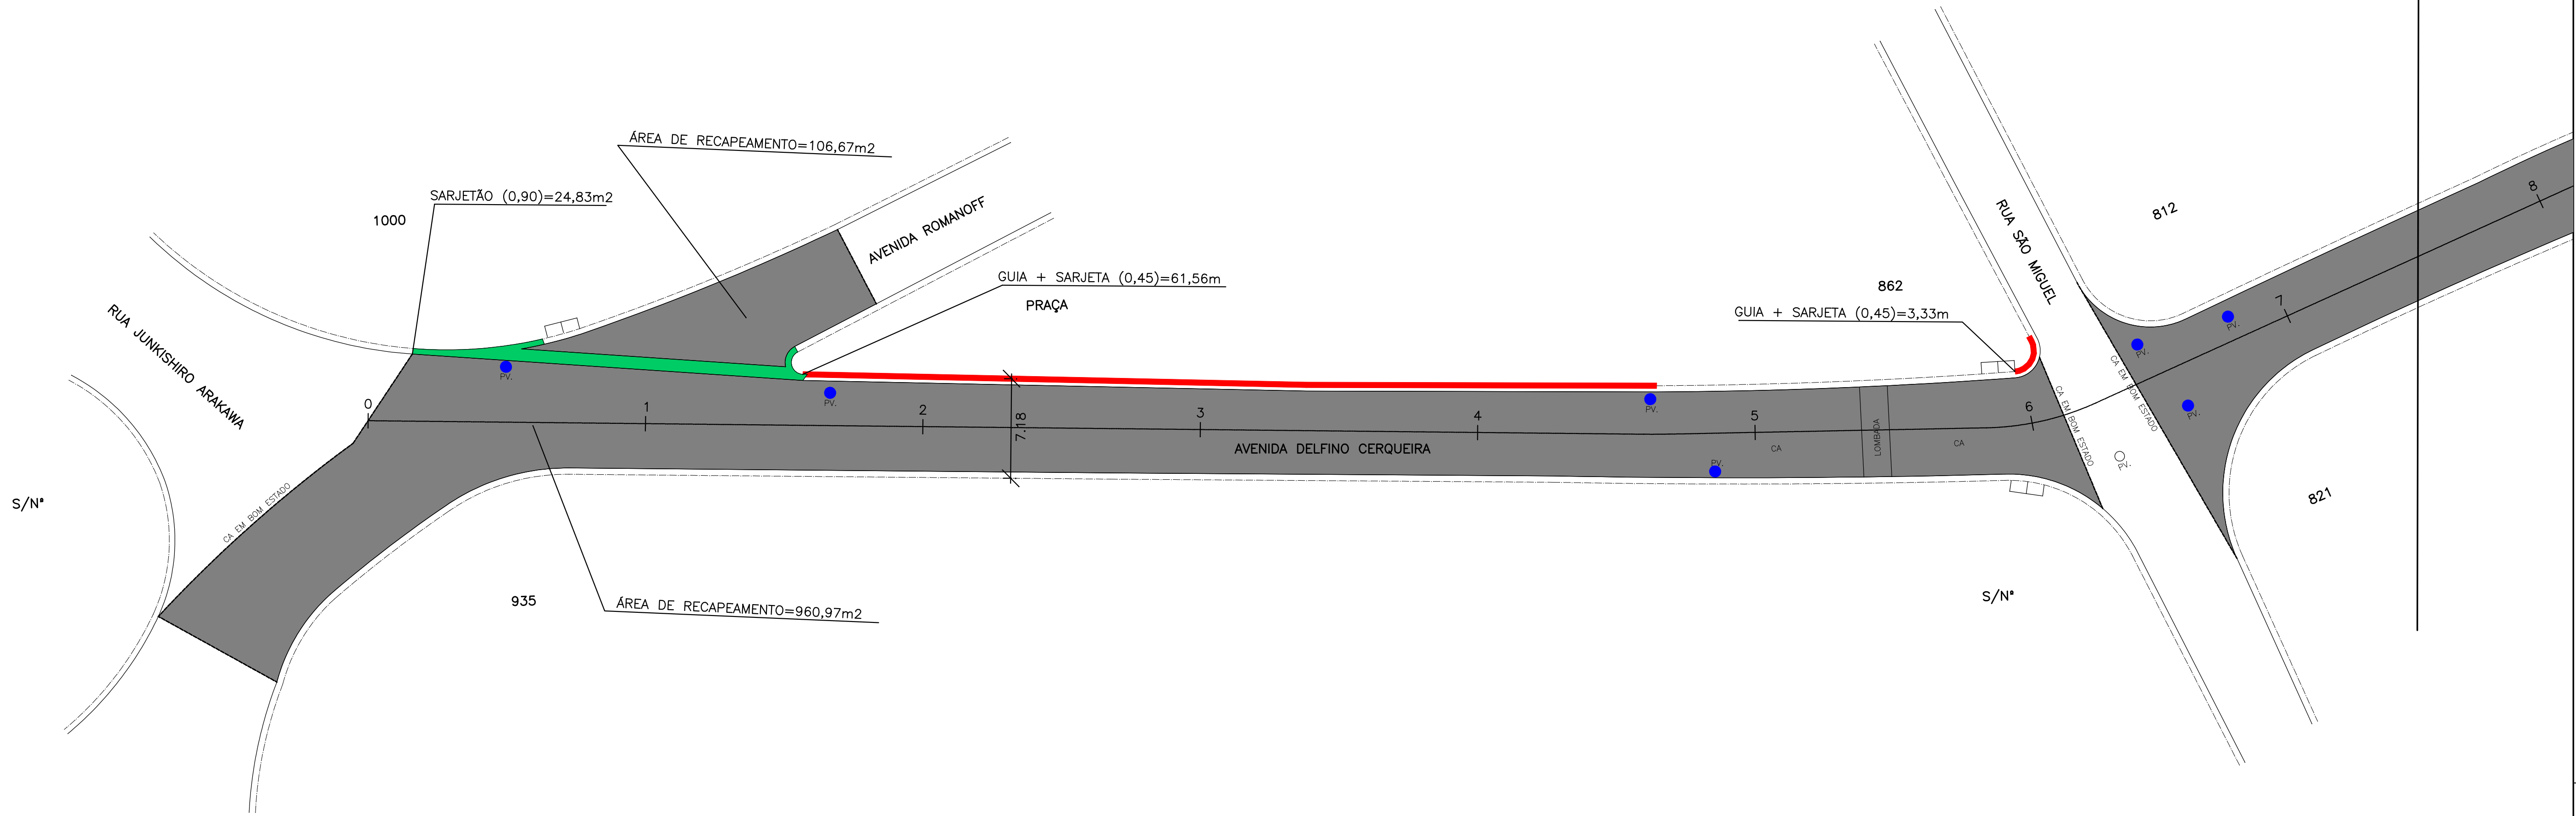 ÁREA DE RECAPEAMENTO=106,67m2
SARJETÃO (0,90)=24,83m2
1000
AVENIDA ROMANOFF
RUA JUNKISHIRO ARAKAWA
GUIA + SARJETA (0,45)=61,56m
PRAÇA
862
GUIA + SARJETA (0,45)=3,33m
RUA SÃO MIGUEL
812
8
7
PV.
PV.
PV.
PV.
CA EM BOM ESTADO
CA EM BOM ESTADO
PV.
PV.
PV.
0
1
2
3
4
5
6
7.18
AVENIDA DELFINO CERQUEIRA
CA
LOMBADA
CA
PV.
821
S/Nº
CA EM BOM ESTADO
935
ÁREA DE RECAPEAMENTO=960,97m2
S/Nº